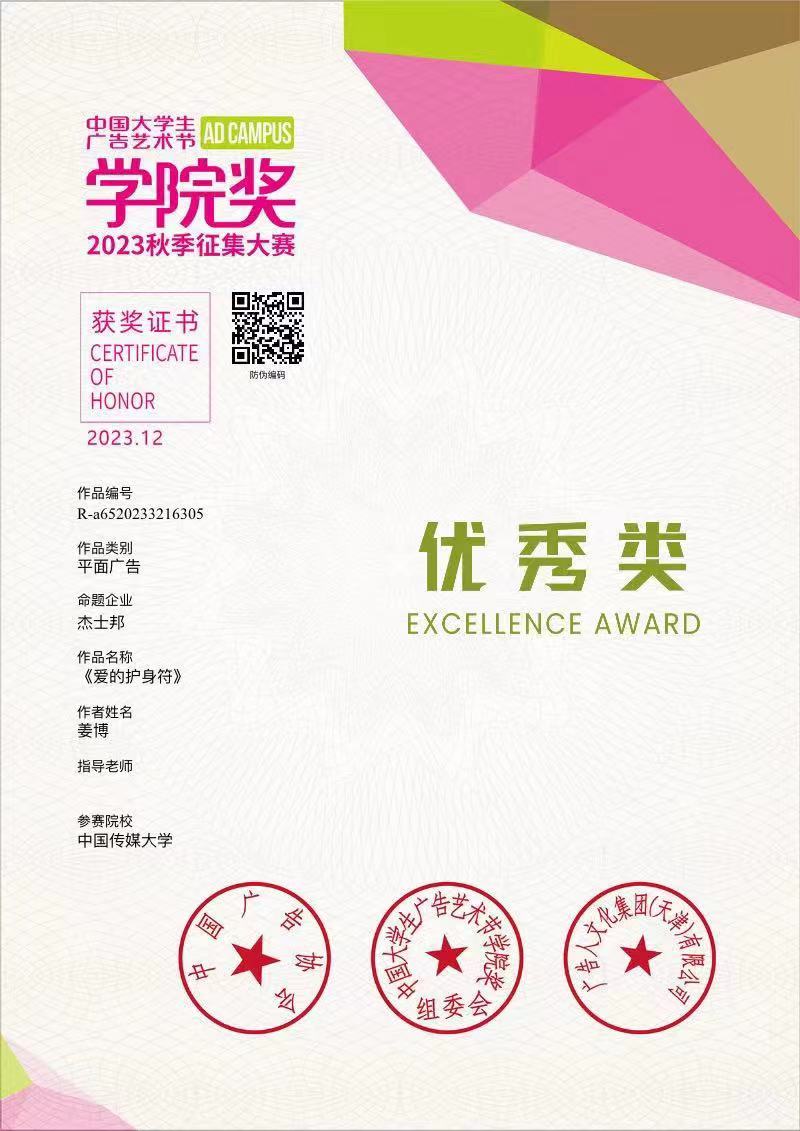 中国大学生
广告艺术节
AD CAMPUS
学院奖
2023秋季征集大赛
获奖证书
CERTIFICATE
OF
HONOR
防伪编码
2023.12
作品编号
R-a6520233216305
作品类别
平面广告
命题企业
杰士邦
作品名称
《爱的护身符》
作者姓名
姜博
指导老师
参赛院校
中国传媒大学
优秀类
EXCELLENCE AWARD
中国广告协会
中国大学生广告艺术节学院奖
组委会
广告人文化集团(天津)有限公司